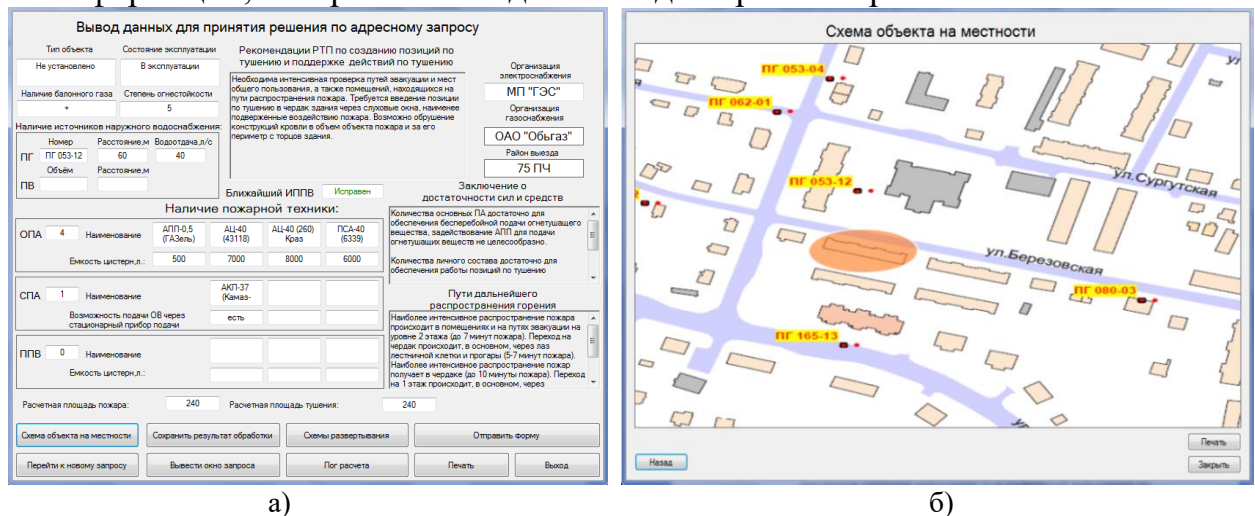 Вывод данных для принятия решения по адресному запросу
Тип объекта
Состояние эксплуатации
Не установлено
В эксплуатации
Наличие балонного газа
Степень огнестойкости
+
5
Наличие источников наружного водоснабжения:
Номер
Расстояние,м
Водоотдача,л/с
ПГ
ПГ 053-12
60
40
Объём
Расстояние,м
ПВ
Рекомендации РТП по созданию позиций по
тушению и поддержке действий по тушению
Необходима интенсивная проверка путей эвакуации и мест
общего пользования, а также помещений, находящихся на
пути распространения пожара. Требуется введение позиции
по тушению в чердак здания через слуховые окна, наименее
подверженные воздействию пожара. Возможно обрушение
конструкций кровли в объем объекта пожара и за его
периметр с торцов здания.
Организация
электроснабжения
МП "ГЭС"
Организация
газоснабжения
ОАО "Обьгаз"
Район выезда
75 ПЧ
Ближайший ИППВ
Исправен
Наличие пожарной техники:
ОПА
4
Наименование
АПП-0,5
(ГАЗель)
АЦ-40
(43118)
АЦ-40 (260)
Краз
ПСА-40
(6339)
Емкость цистерн,л.:
500
7000
8000
6000
СПА
1
Наименование
АКП-37
(Камаз-
Возможность подачи ОВ через
стационарный прибор
подачи
есть
ППВ
0
Наименование
Емкость цистерн,л.:
Заключение о
достаточности сил и средств
Количества основных ПА достаточно для
обеспечения бесперебойной подачи огнетушащего
вещества, задействование АПП для подачи
огнетушащих веществ не целесообразно.
Количества личного состава достаточно для
обеспечения работы позиций по тушению
Пути дальнейшего
распространения горения
Наиболее интенсивное распространение пожара
происходит в помещениях и на путях эвакуации на
уровне 2 этажа (до 7 минут пожара). Переход на
чердак происходит, в основном, через лаз
лестничной клетки и прогары (5-7 минут пожара).
Наиболее интенсивное распространение пожар
получает в чердаке (до 10 минуты пожара). Переход
на 1 этаж происходит, в основном, через
Расчетная площадь пожара:
240
Расчетная площадь тушения:
240
Схема объекта на местности
Сохранить результат обработки
Схемы развертывания
Отправить форму
Перейти к новому запросу
Вывести окно запроса
Лог расчета
Печать
Выход
а)
Схема объекта на местности
ПГ 053-04
ПГ 062-01
ул.Сургутская
ПГ 053-12
ул.Березовская
ПГ 080-03
ПГ 165-13
Печать
Назад
Закрыть
б)